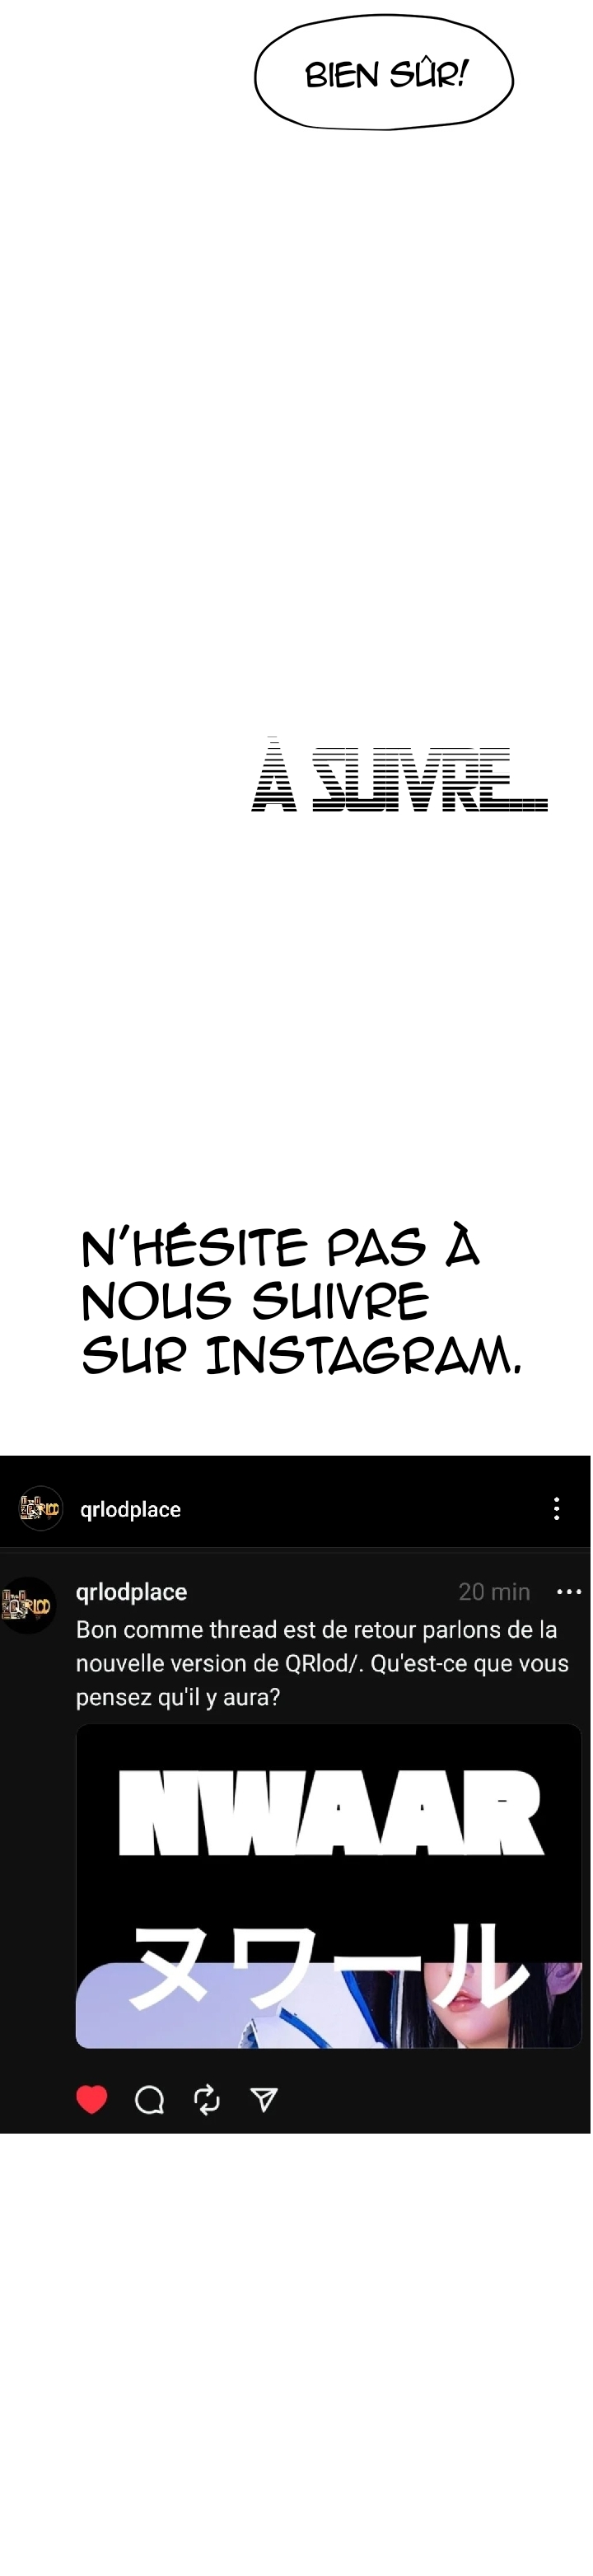 BIEN SÛR!
À SUIVRE...
N'HÉSITE PAS À
NOUS SUIVRE
SUR INSTAGRAM.
qrlodplace
qrlodplace 20 min
Bon comme thread est de retour parlons de la
nouvelle version de QRlod/. Qu'est-ce que vous
pensez qu'il y aura?
NWAAR
ヌワール